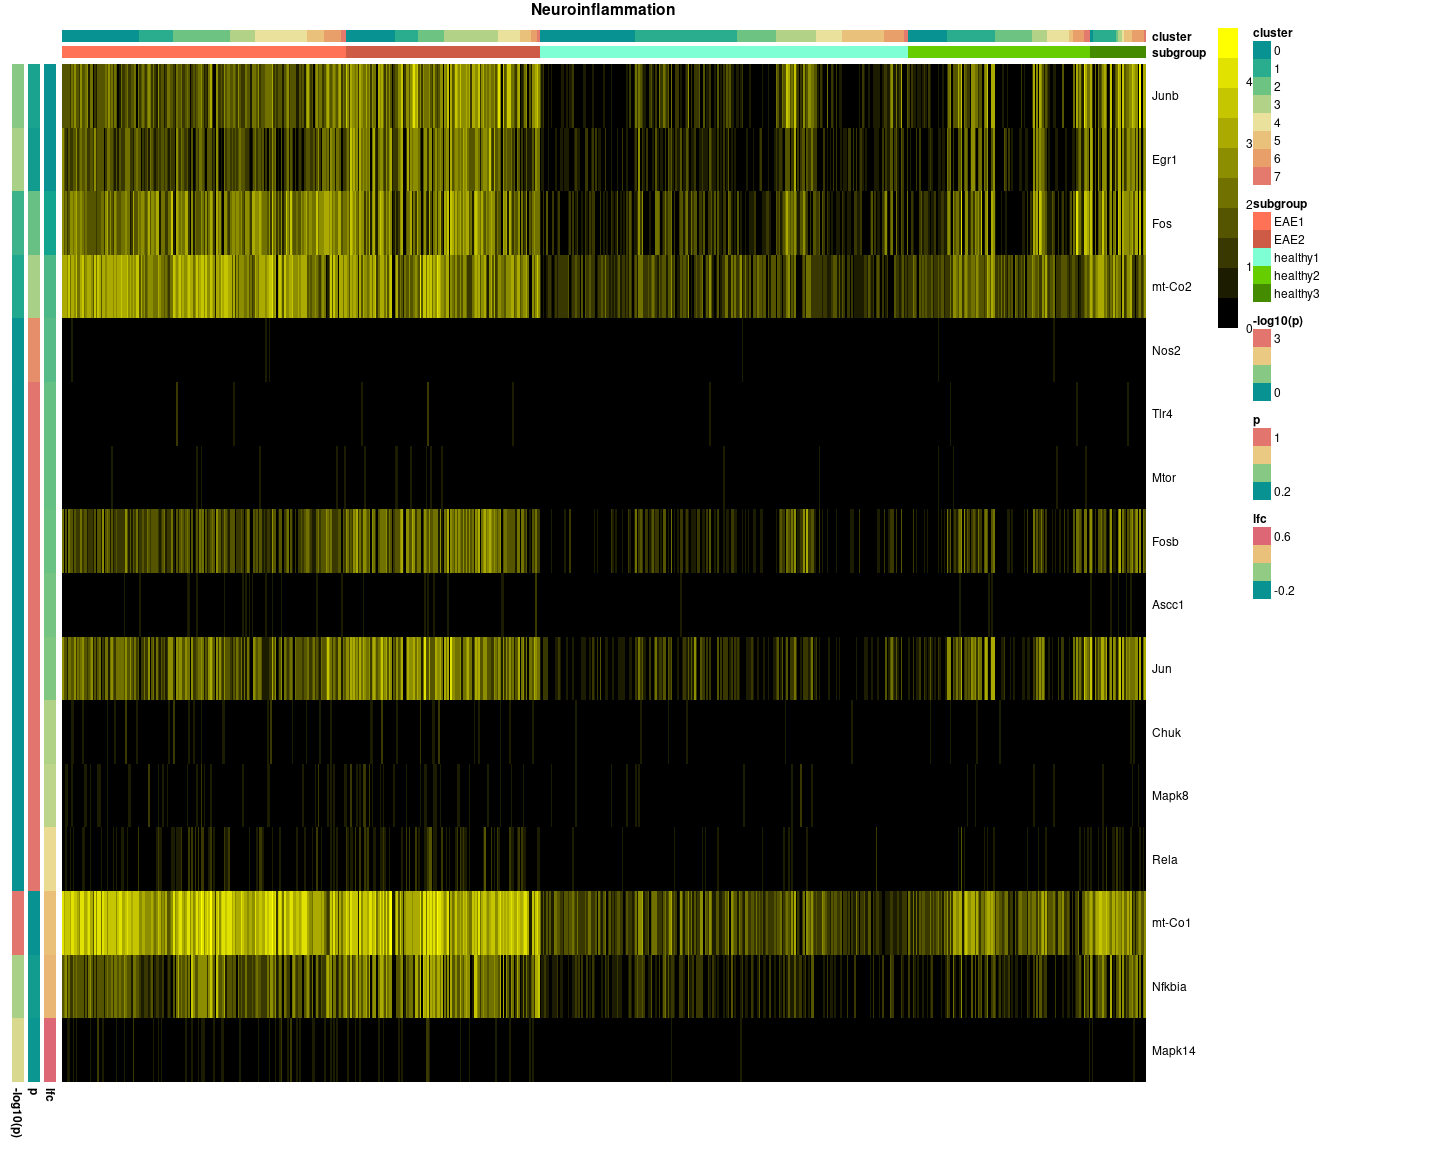 Neuroinflammation
cluster
subgroup
Junb
Egr1
Fos
mt-Co2
Nos2
Tlr4
Mtor
Fosb
Ascc1
Jun
Chuk
Mapk8
Rela
mt-Co1
Nfkbia
Mapk14
-log10(p)
p
lfc
4
3
2
1
0
cluster
0
1
2
3
4
5
6
7
subgroup
EAE1
EAE2
healthy1
healthy2
healthy3
-log10(p)
3
0
p
1
0.2
lfc
0.6
-0.2